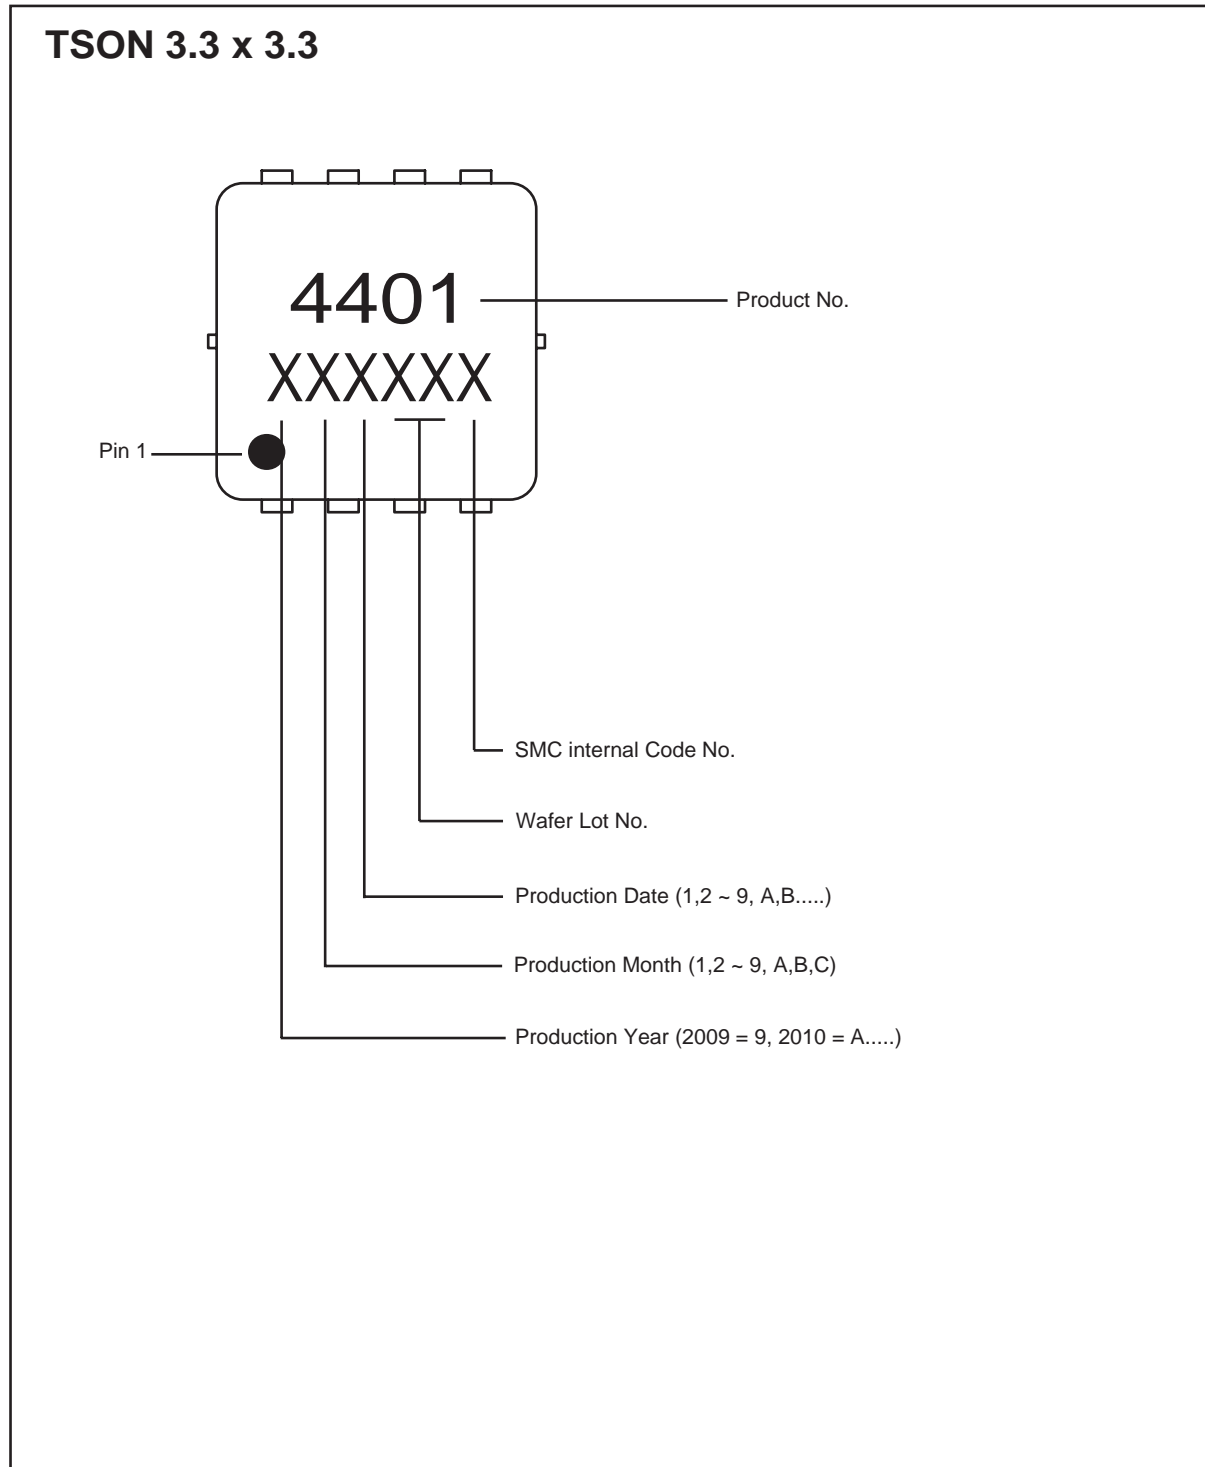 TSON 3.3 x 3.3
4401
Product No.
XXXXXX
Pin 1
SMC internal Code No.
Wafer Lot No.
Production Date (1,2 ~ 9, A,B.....)
Production Month (1,2 ~ 9, A,B,C)
Production Year (2009 = 9, 2010 = A.....)